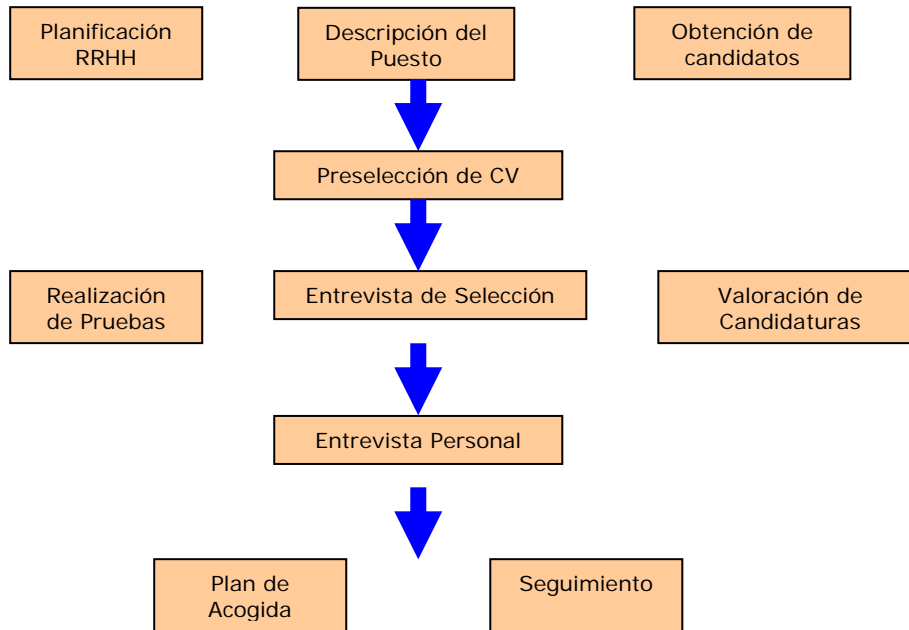 Planificación
RRHH
Descripción del
Puesto
Obtención de
candidatos
Preselección de CV
Realización
de Pruebas
Entrevista de Selección
Valoración de
Candidaturas
Entrevista Personal
Plan de
Acogida
Seguimiento